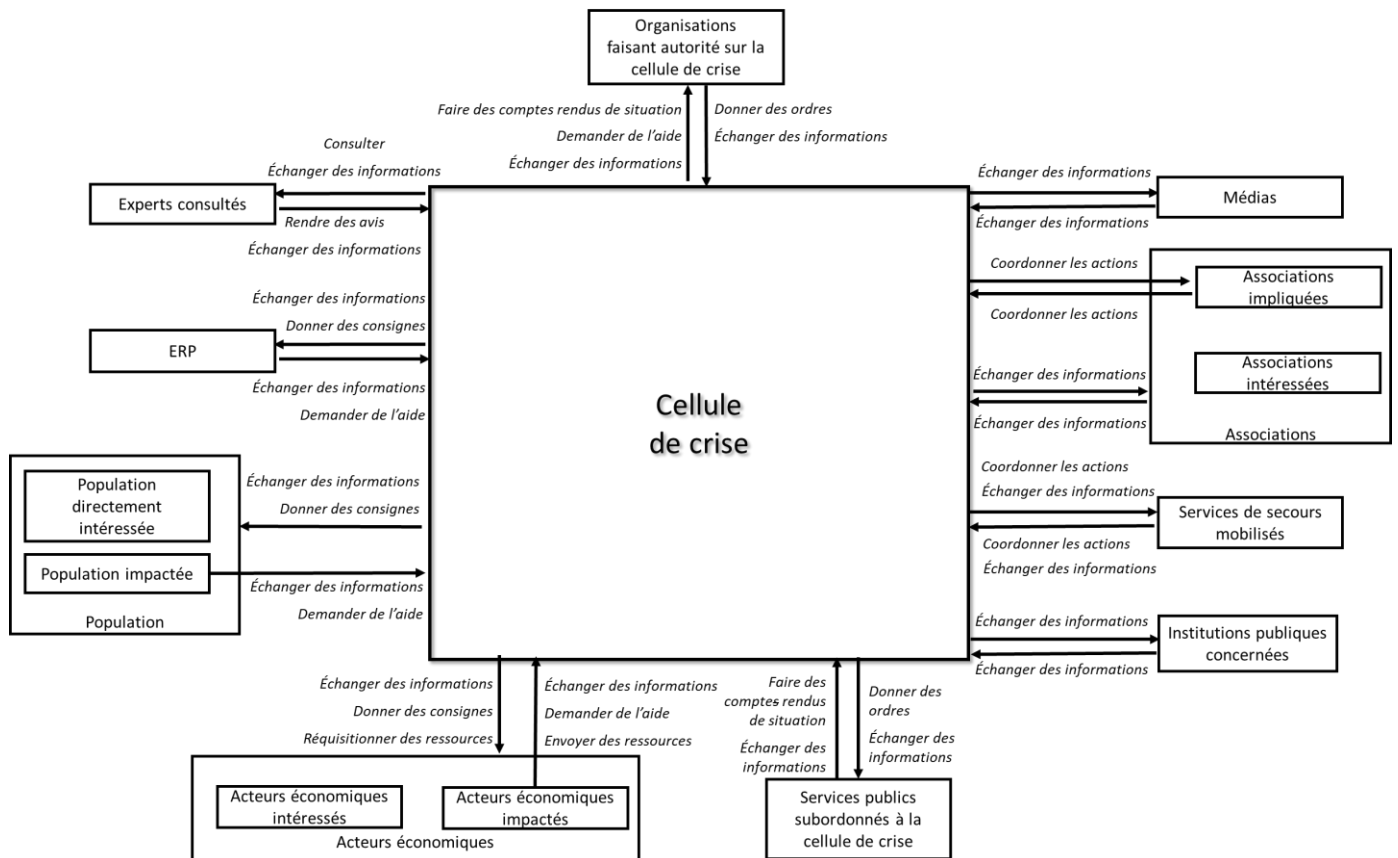 Organisations
faisant autorité sur la
cellule de crise
Faire des comptes rendus de situation
Demander de l'aide
Échanger des informations
Donner des ordres
Échanger des informations
Consulter
Échanger des informations
Experts consultés
Rendre des avis
Échanger des informations
Échanger des informations
Donner des consignes
ERP
Échanger des informations
Demander de l'aide
Population
directement
intéressée
Population impactée
Population
Échanger des informations
Donner des consignes
Échanger des informations
Demander de l'aide
Cellule
de crise
Échanger des informations
Médias
Échanger des informations
Coordonner les actions
Associations
impliquées
Coordonner les actions
Échanger des informations
Associations
intéressées
Échanger des informations
Associations
Coordonner les actions
Échanger des informations
Services de secours
mobilisés
Coordonner les actions
Échanger des informations
Échanger des informations
Institutions publiques
concernées
Échanger des informations
Échanger des informations
Donner des consignes
Réquisitionner des ressources
Échanger des informations
Demander de l'aide
Envoyer des ressources
Acteurs économiques
intéressés
Acteurs économiques
impactés
Acteurs économiques
Faire des
comptes rendus
de situation
Échanger des
informations
Donner des
ordres
Échanger des
informations
Services publics
subordonnés à la
cellule de crise